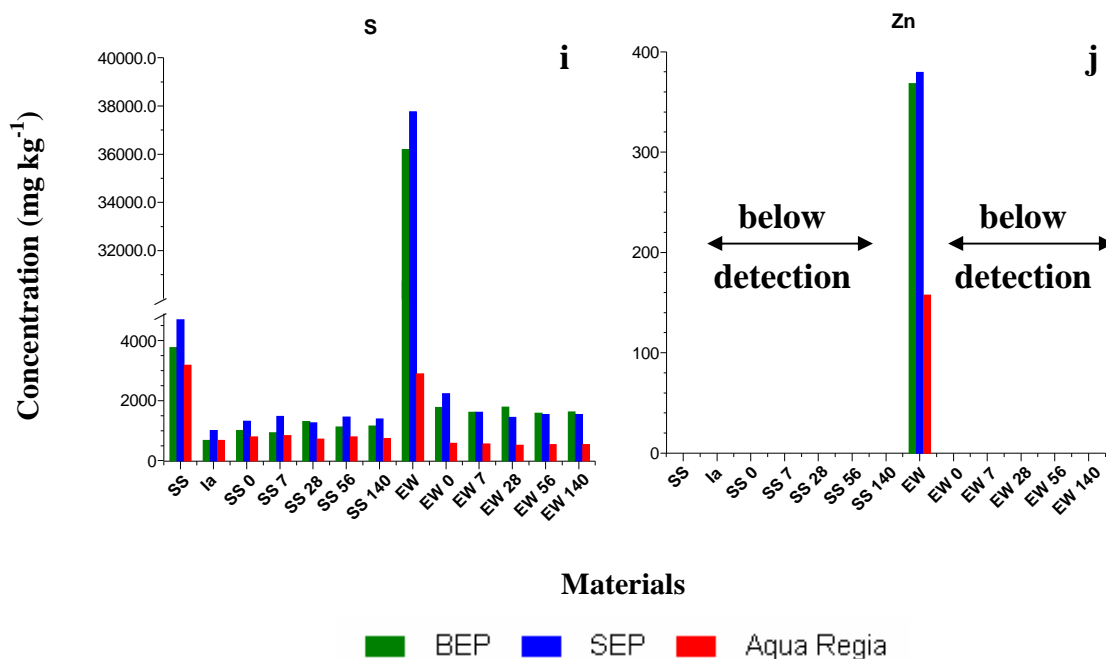 S
Zn
i
j
Concentration (mg kg-1)
40000.0
38000.0
36000.0
34000.0
32000.0
4000
2000
0
SS
Ia
SS 0
SS 7
SS 28
SS 56
SS 140
EW
EW 0
EW 7
EW 28
EW 56
EW 140
400
300
200
100
0
below
detection
below
detection
SS
Ia
SS 0
SS 7
SS 28
SS 56
SS 140
EW
EW 0
EW 7
EW 28
EW 56
EW 140
Materials
BEP SEP Aqua Regia